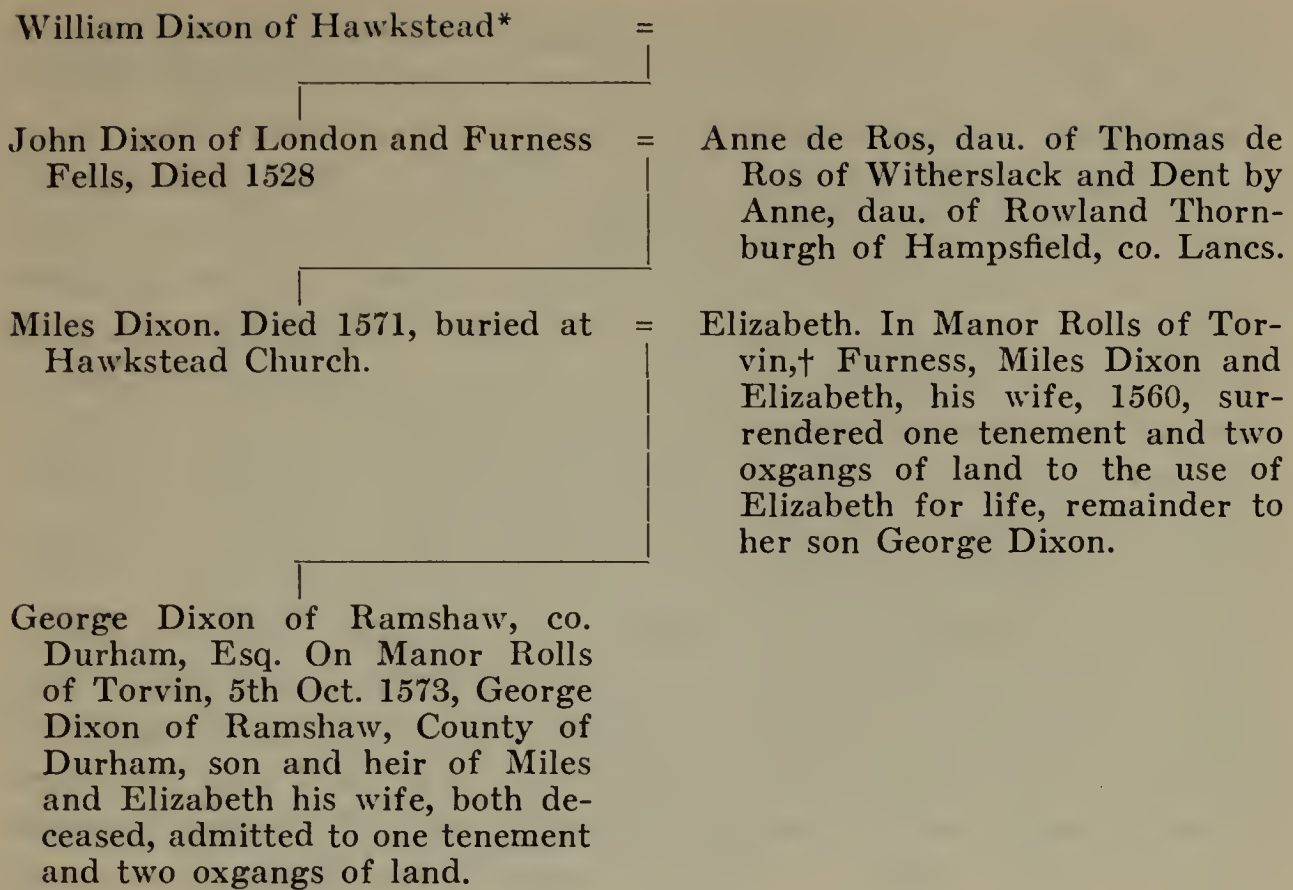 William Dixon of Hawkstead* =
John Dixon of London and Furness
Fells, Died 1528
=
Anne de Ros, dau. of Thomas de
Ros of Witherslack and Dent by
Anne, dau. of Rowland Thorn-
burgh of Hampsfield, co. Lancs.
Miles Dixon. Died 1571, buried at
Hawkstead Church.
=
Elizabeth. In Manor Rolls of Tor-
vin,† Furness, Miles Dixon and
Elizabeth, his wife, 1560, sur-
rendered one tenement and two
oxgangs of land to the use of
Elizabeth for life, remainder to
her son George Dixon.
George Dixon of Ramshaw, co.
Durham, Esq. On Manor Rolls
of Torvin, 5th Oct. 1573, George
Dixon of Ramshaw, County of
Durham, son and heir of Miles
and Elizabeth his wife, both de-
ceased, admitted to one tenement
and two oxgangs of land.